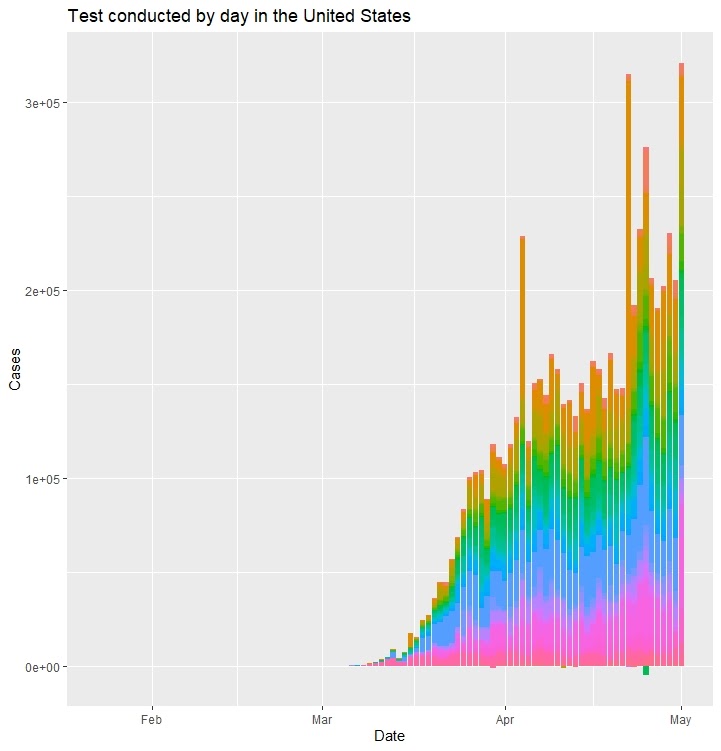 Test conducted by day in the United States
3e+05
2e+05
Cases
1e+05
0e+00
Feb
Mar
Apr
May
Date